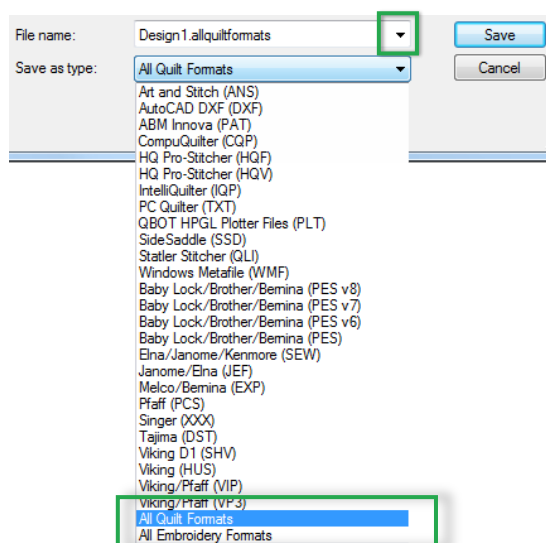 File name: Design1.allquiltformats Save
Save as type: All Quilt Formats Cancel
Art and Stitch (ANS)
AutoCAD DXF (DXF)
ABM Innova (PAT)
CompuQuilter (CQP)
HQ Pro-Stitcher (HQF)
HQ Pro-Stitcher (HQV)
IntelliQuilter (IQP)
PC Quilter (TXT)
QBOT HPGL Plotter Files (PLT)
SideSaddle (SSD)
Statler Stitcher (QLI)
Windows Metafile (WMF)
Baby Lock/Brother/Bernina (PES v8)
Baby Lock/Brother/Bernina (PES v7)
Baby Lock/Brother/Bernina (PES v6)
Baby Lock/Brother/Bernina (PES)
Elna/Janome/Kenmore (SEW)
Janome/Elna (JEF)
Melco/Bernina (EXP)
Pfaff (PCS)
Singer (XXX)
Tajima (DST)
Viking D1 (SHV)
Viking (HUS)
Viking/Pfaff (VIP)
Viking/Pfaff (VP3)
All Quilt Formats
All Embroidery Formats